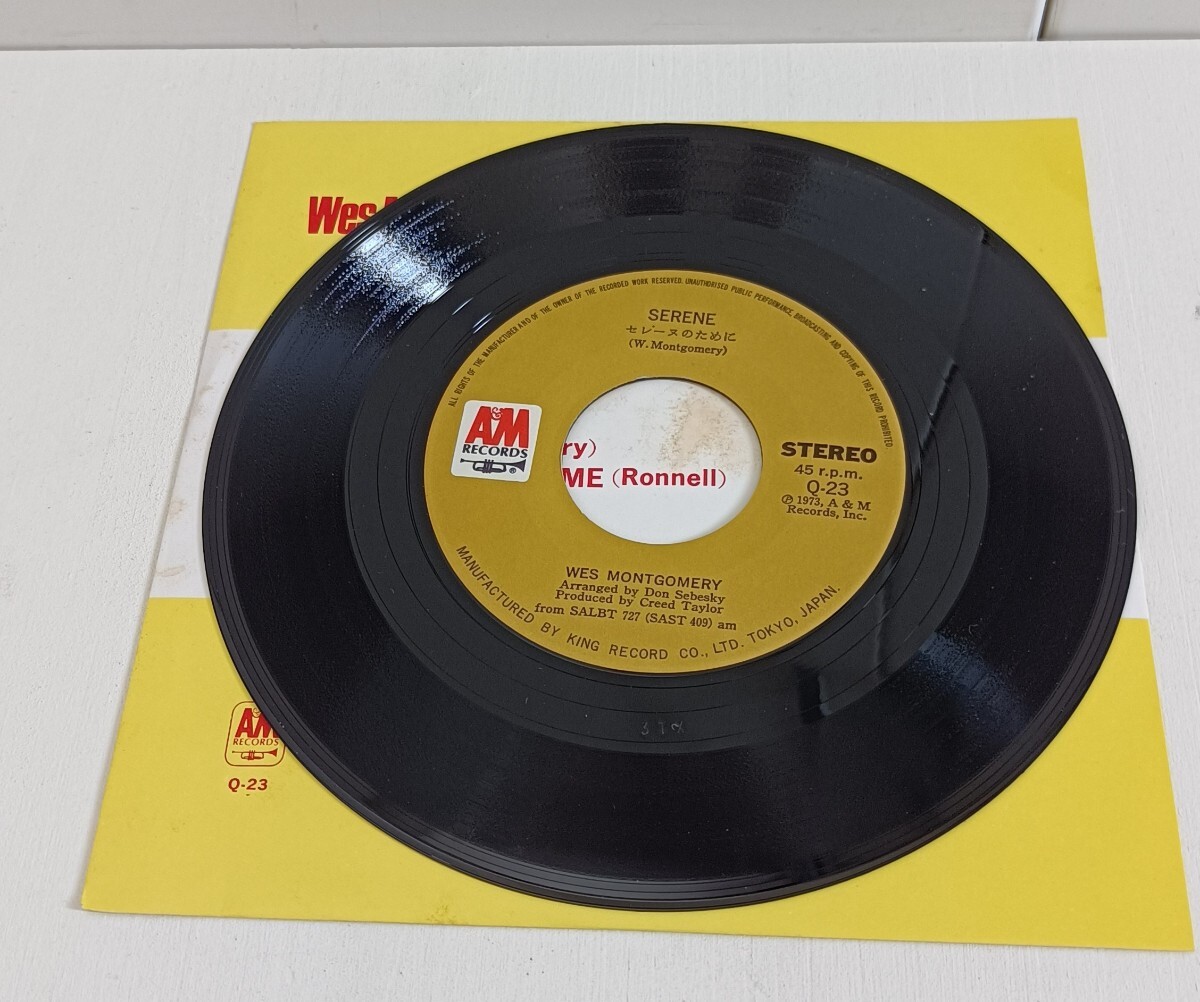 Wes
ALL RIGHTS OF THE MANUFACTURER AND OF THE OWNER OF THE RECORDED WORK RESERVED. UNAUTHORISED PUBLIC PERFORMANCE, BROADCASTING AND COPYING OF THIS RECORD PROHIBITED.
SERENE
セレーヌのために
(W. Montgomery)
A&M
RECORDS
®
ry)
ME (Ronnell)
STEREO
45 r.p.m.
Q-23
Ⓟ 1973, A & M
Records, Inc.
WES MONTGOMERY
Arranged by Don Sebesky
Produced by Creed Taylor
from SALBT 727 (SAST 409) am
MANUFACTURED BY KING RECORD CO., LTD. TOKYO, JAPAN.
A&M
RECORDS
Q-23